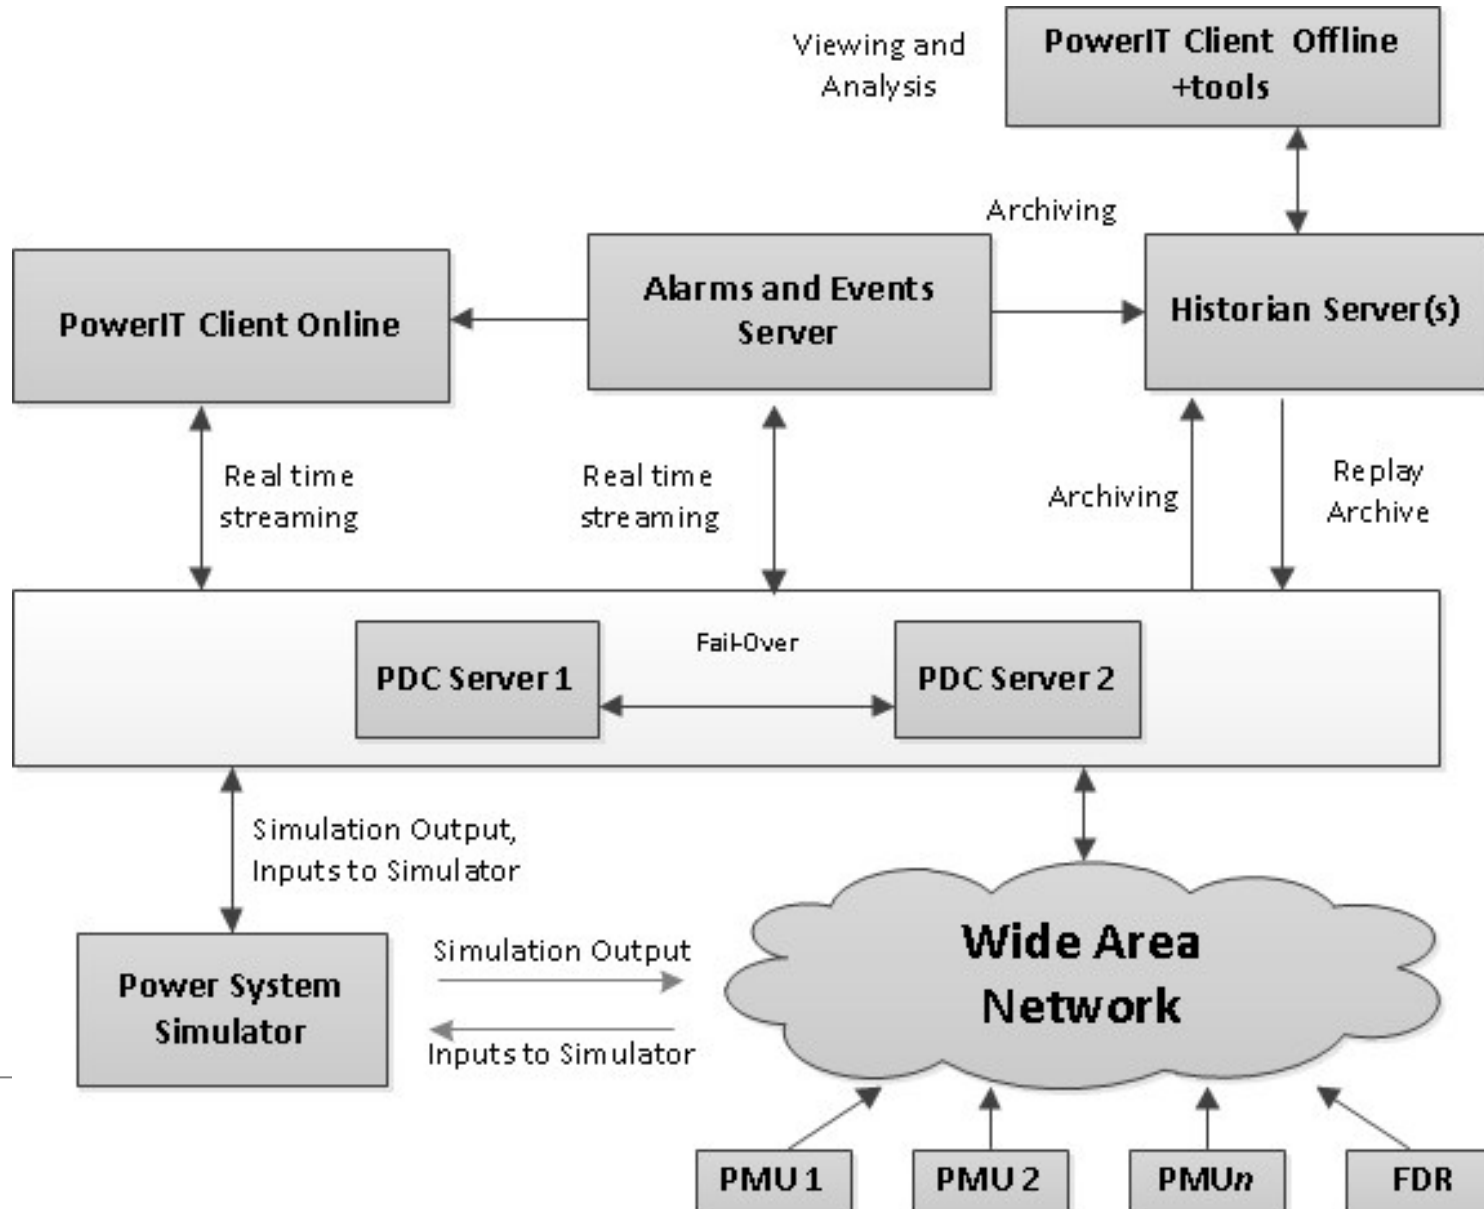 Viewing and
Analysis
PowerIT Client Offline
+tools
Archiving
PowerIT Client Online
Alarms and Events
Server
Historian Server(s)
Real time
streaming
Real time
streaming
Archiving
Replay
Archive
PDC Server 1
Fail-Over
PDC Server 2
Simulation Output,
Inputs to Simulator
Power System
Simulator
Simulation Output
Inputs to Simulator
Wide Area
Network
PMU 1
PMU 2
PMUn
FDR